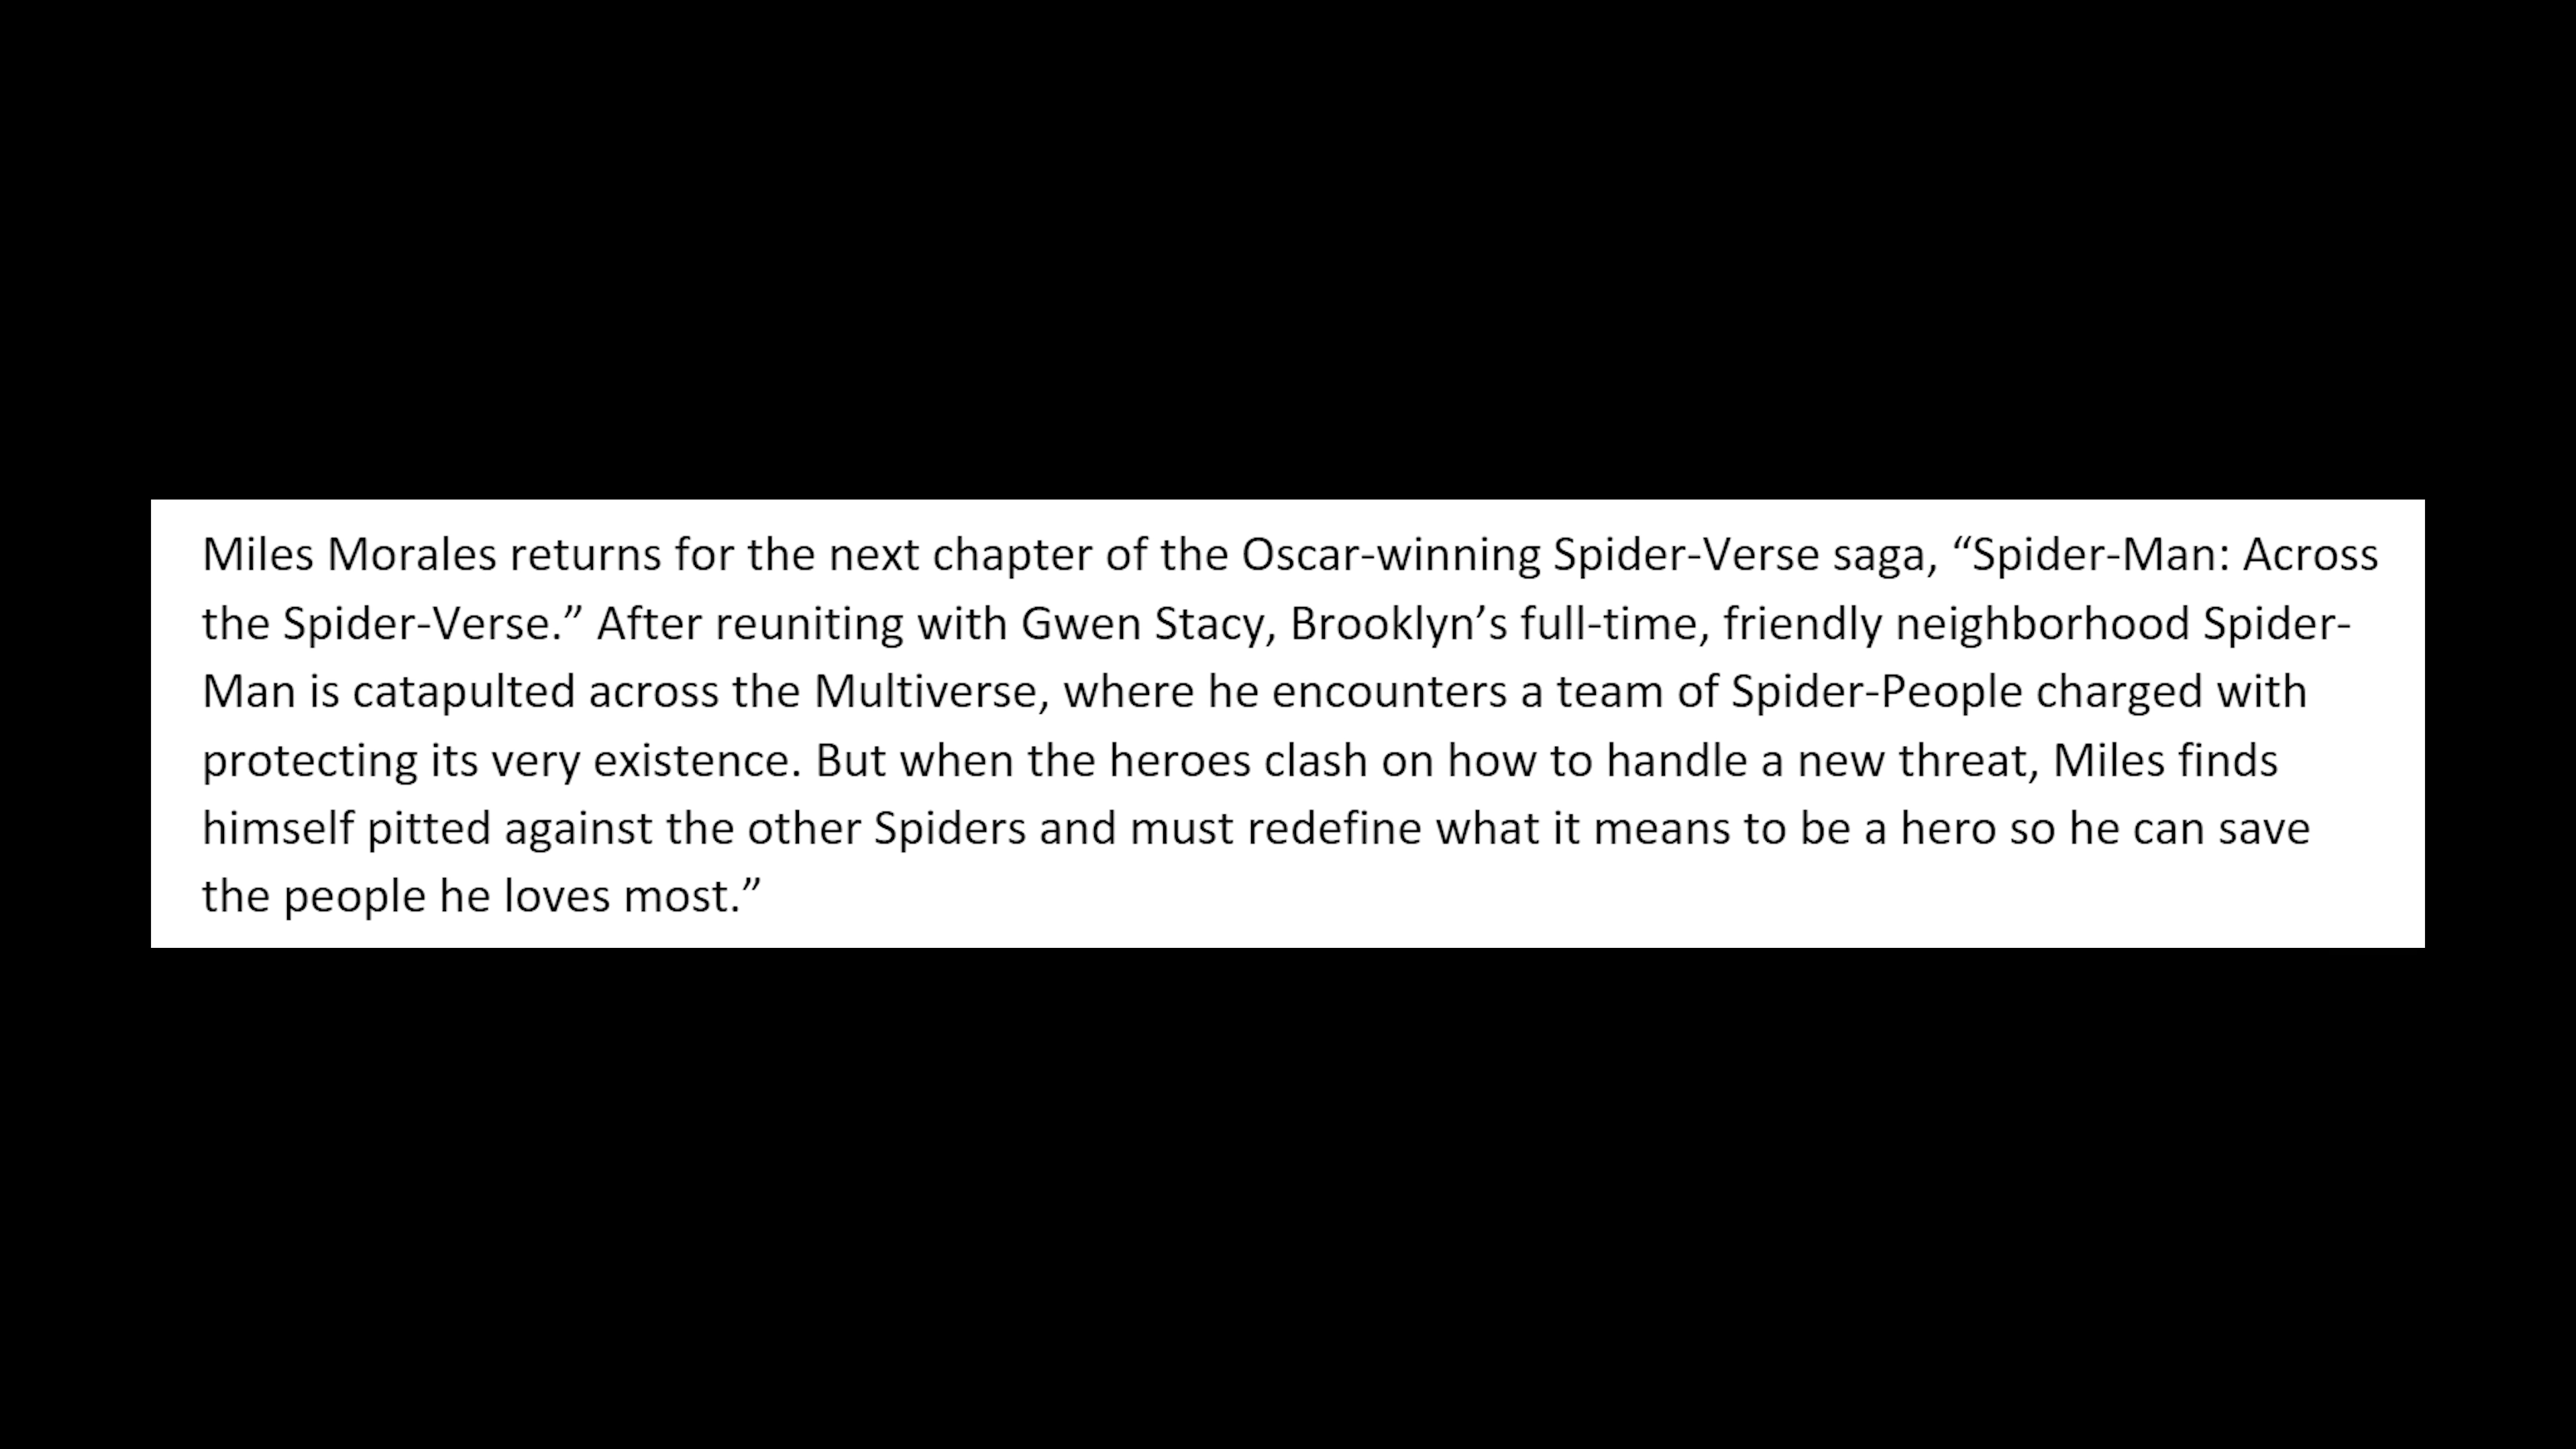 Miles Morales returns for the next chapter of the Oscar-winning Spider-Verse saga, “Spider-Man: Across
the Spider-Verse.” After reuniting with Gwen Stacy, Brooklyn’s full-time, friendly neighborhood Spider-
Man is catapulted across the Multiverse, where he encounters a team of Spider-People charged with
protecting its very existence. But when the heroes clash on how to handle a new threat, Miles finds
himself pitted against the other Spiders and must redefine what it means to be a hero so he can save
the people he loves most.”